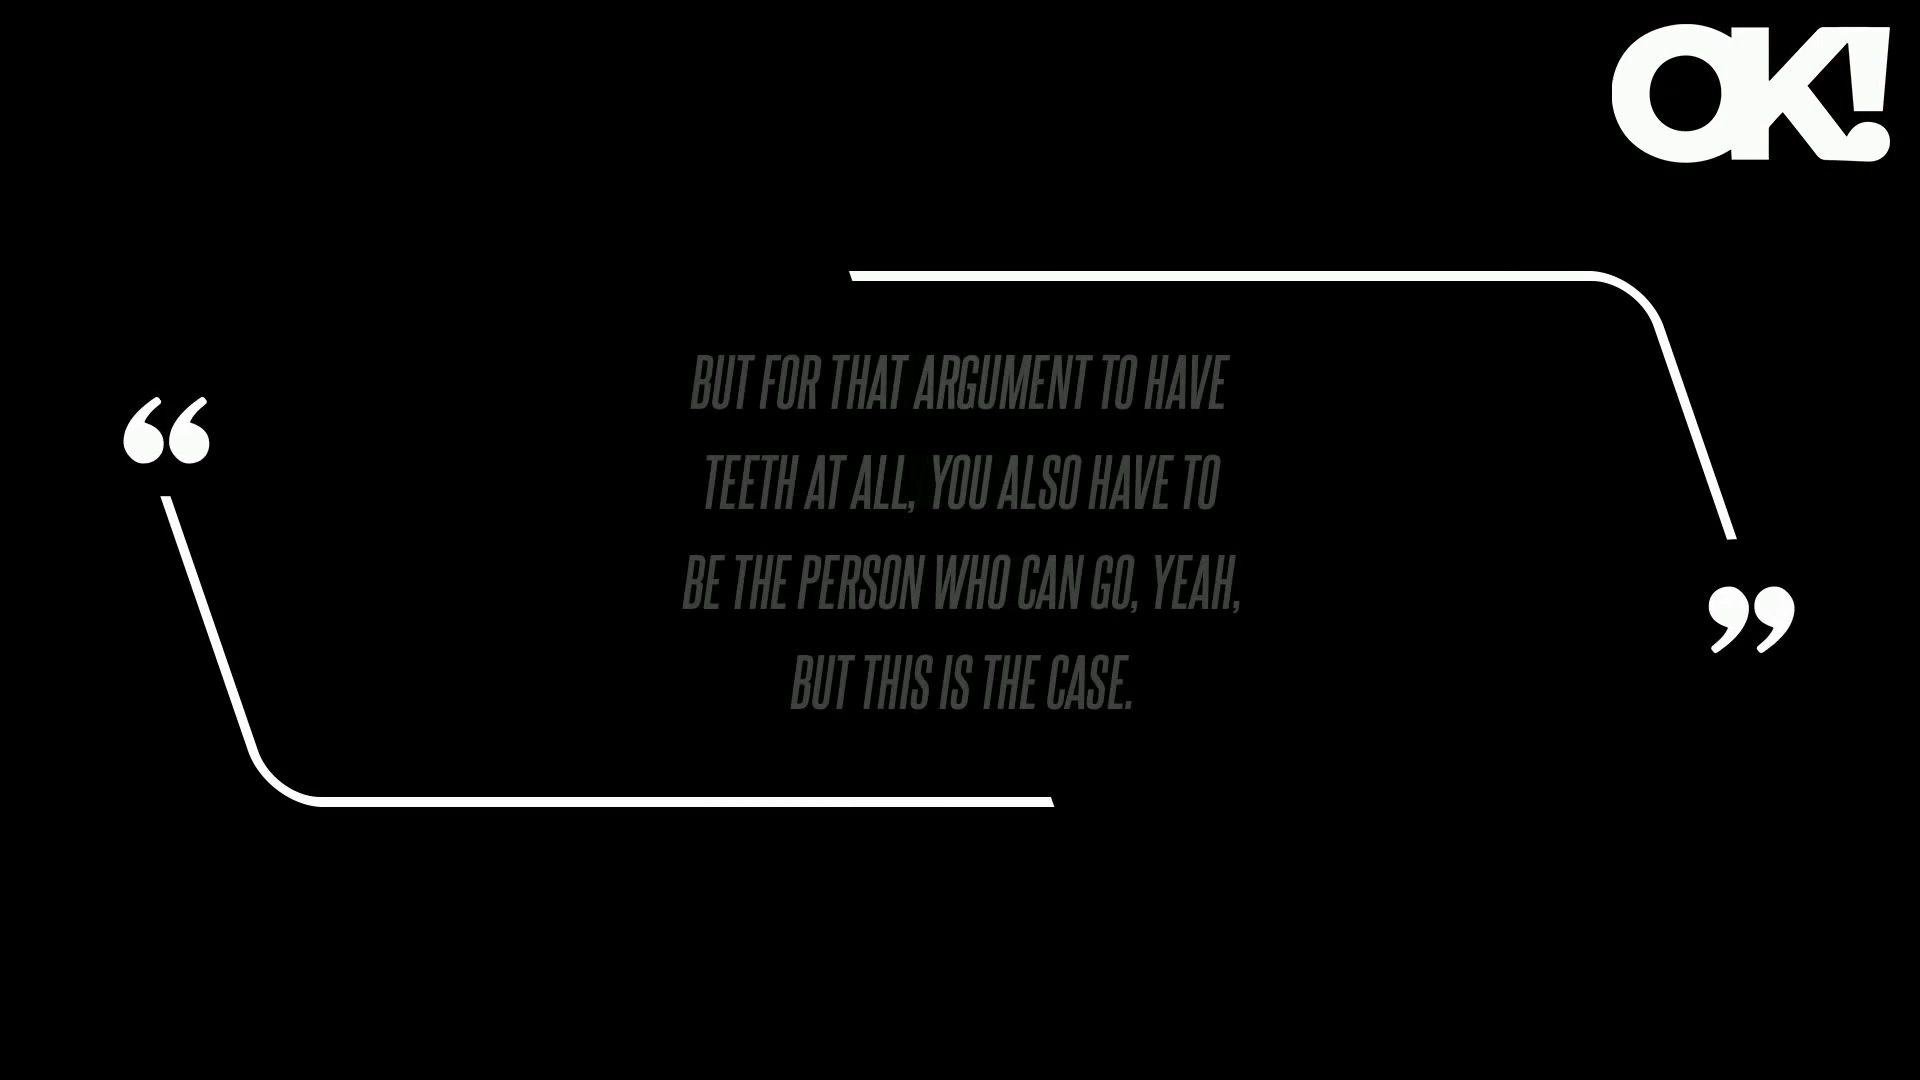 OK!
“
BUT FOR THAT ARGUMENT TO HAVE
TEETH AT ALL, YOU ALSO HAVE TO
BE THE PERSON WHO CAN GO, YEAH,
BUT THIS IS THE CASE.
”